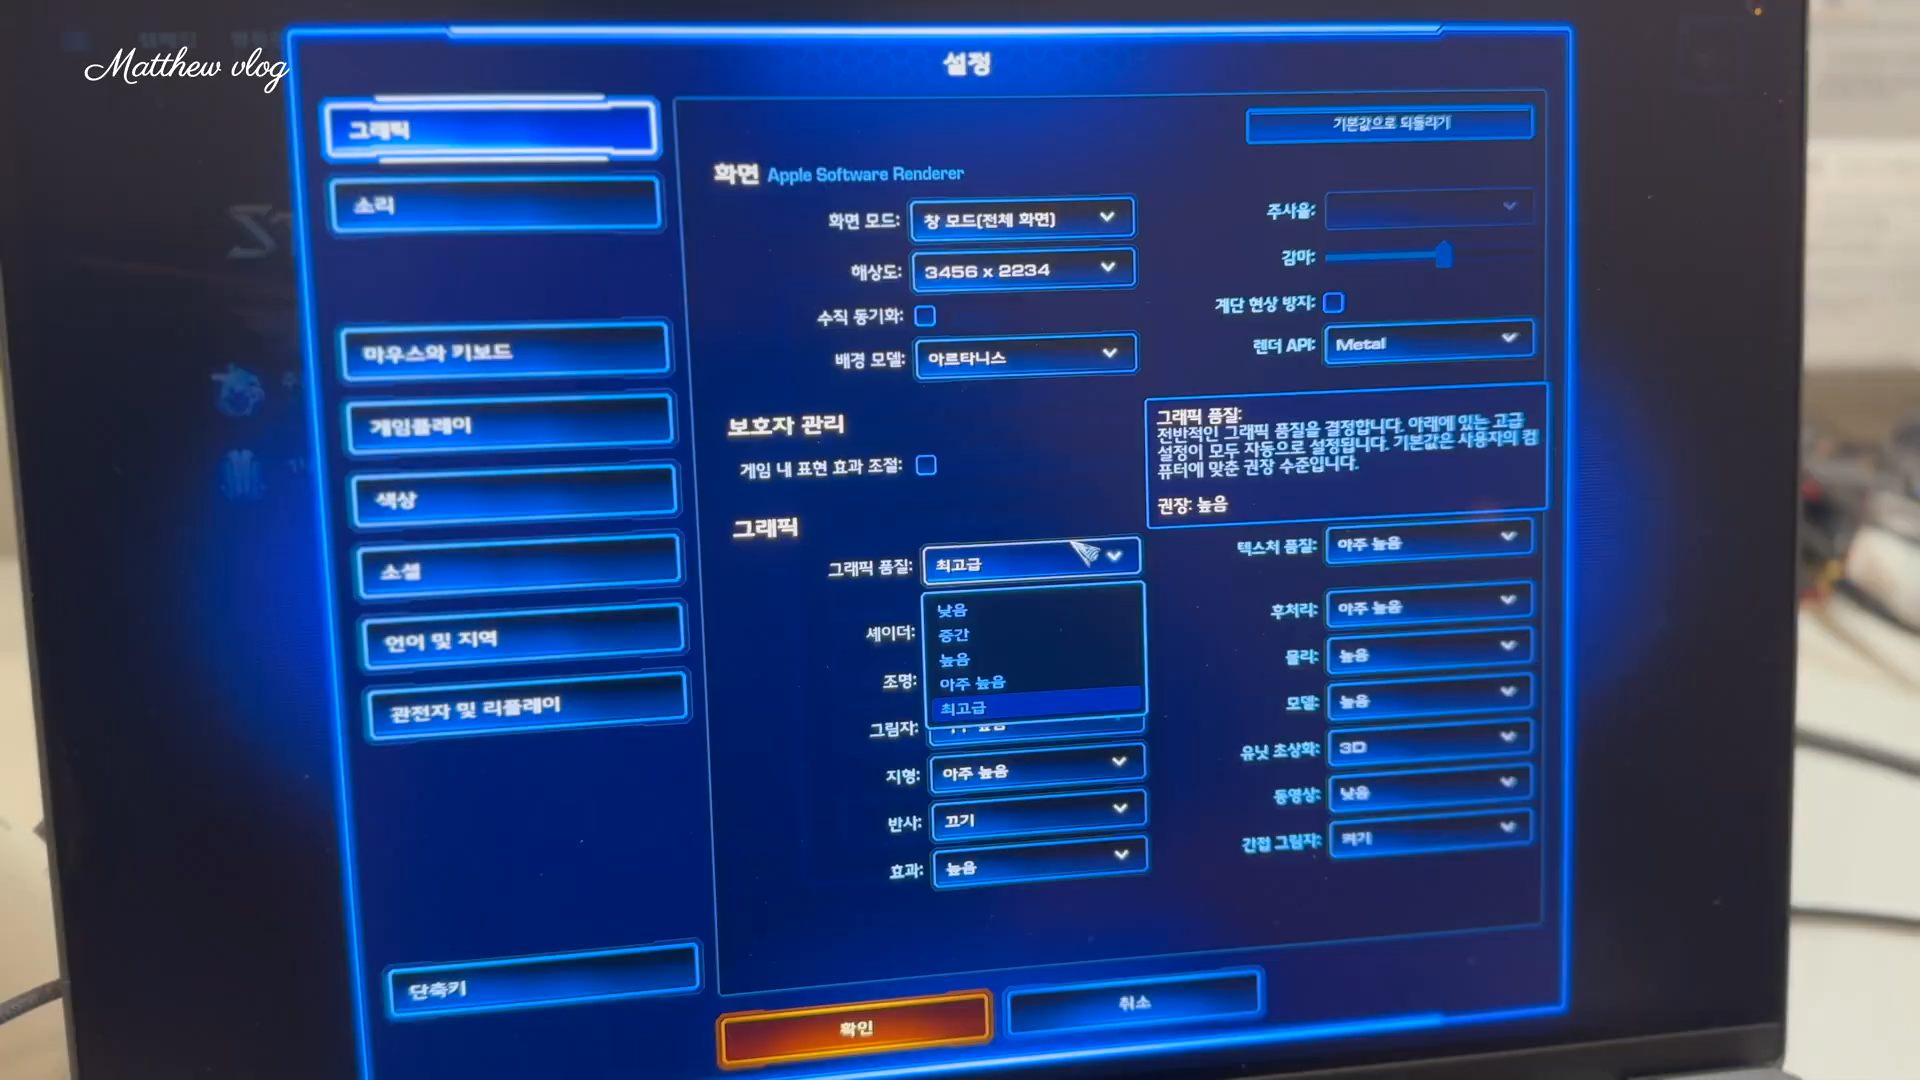 Matthew vlog
설정
그래픽
소리
마우스와 키보드
게임플레이
색상
소셜
언어 및 지역
관전자 및 리플레이
단축키
기본값으로 되돌리기
화면 Apple Software Renderer
화면 모드: 창 모드(전체 화면)
해상도: 3456 x 2234
수직 동기화:
배경 모델: 아르타니스
주사율:
감마:
계단 현상 방지:
렌더 API: Metal
보호자 관리
게임 내 표현 효과 조절:
그래픽 품질:
전반적인 그래픽 품질을 결정합니다. 아래에 있는 고급
설정이 모두 자동으로 설정됩니다. 기본값은 사용자의 컴
퓨터에 맞춘 권장 수준입니다.
권장: 높음
그래픽
그래픽 품질: 최고급
낮음
중간
높음
아주 높음
최고급
셰이더:
조명:
그림자:
지형: 아주 높음
반사: 끄기
효과: 높음
텍스처 품질: 아주 높음
후처리: 아주 높음
물리: 높음
모델: 높음
유닛 초상화: 3D
동영상: 낮음
간접 그림자: 켜기
확인
취소